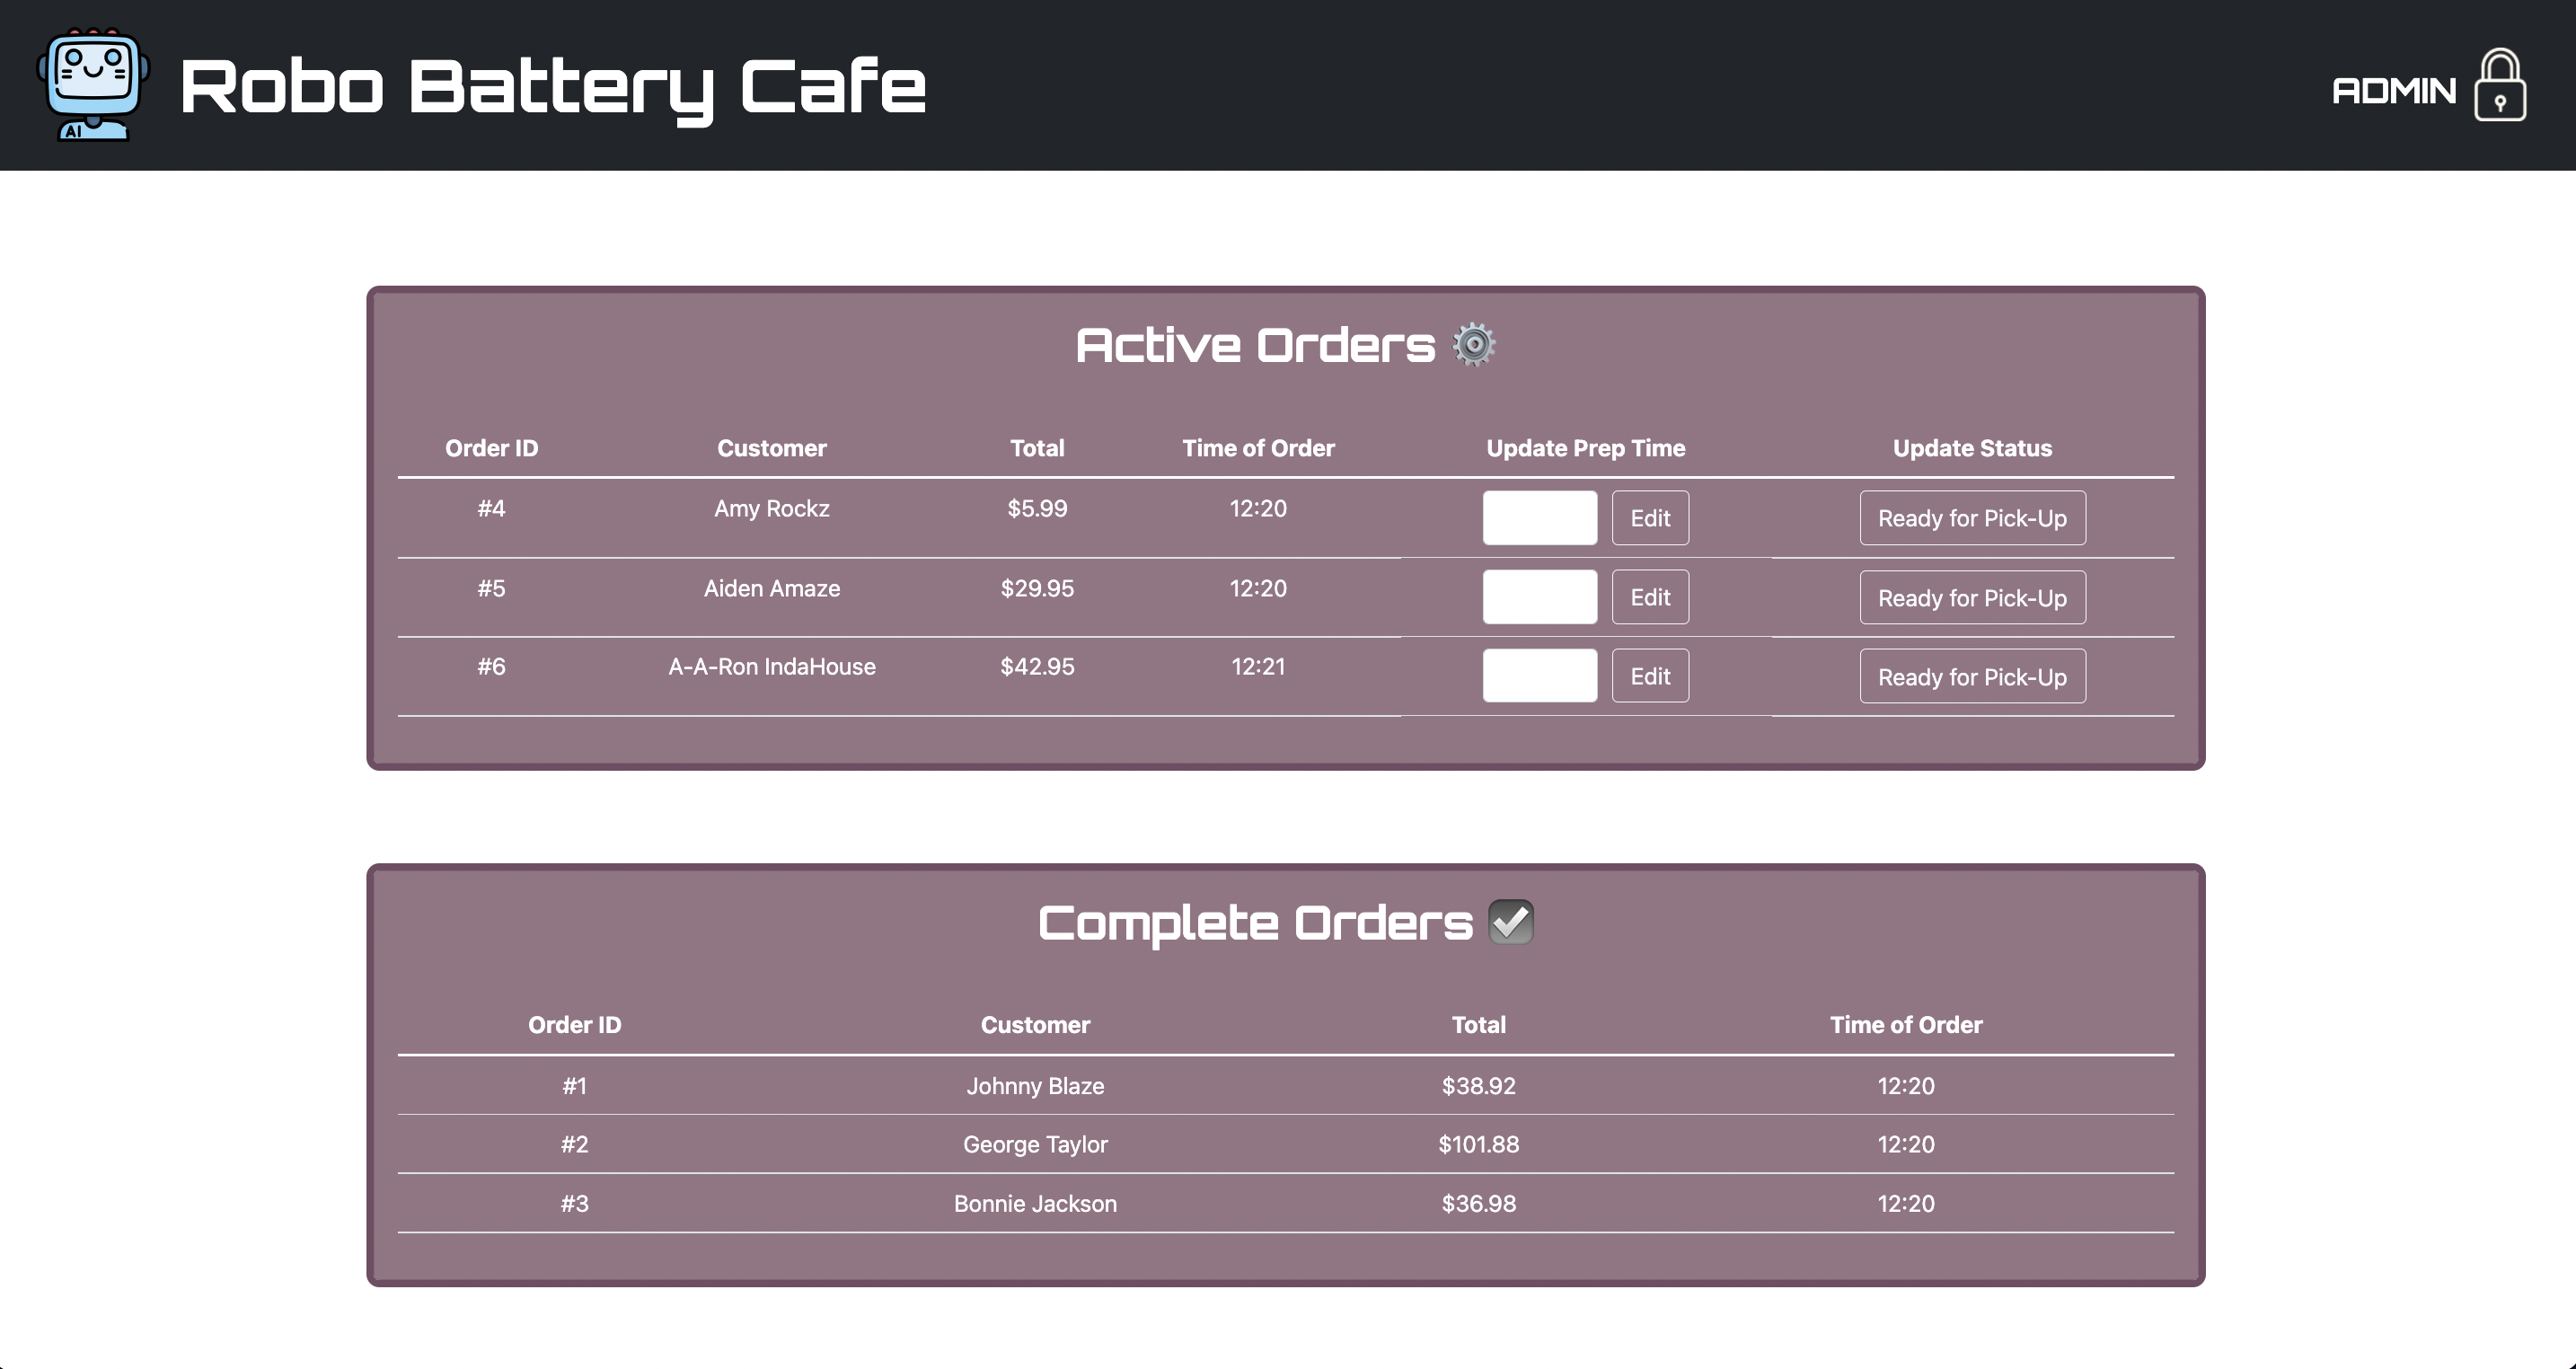 AI
Robo Battery Cafe
ADMIN
Active Orders
Order ID Customer Total Time of Order Update Prep Time Update Status
#4 Amy Rockz $5.99 12:20 Edit Ready for Pick-Up
#5 Aiden Amaze $29.95 12:20 Edit Ready for Pick-Up
#6 A-A-Ron IndaHouse $42.95 12:21 Edit Ready for Pick-Up
Complete Orders
Order ID Customer Total Time of Order
#1 Johnny Blaze $38.92 12:20
#2 George Taylor $101.88 12:20
#3 Bonnie Jackson $36.98 12:20